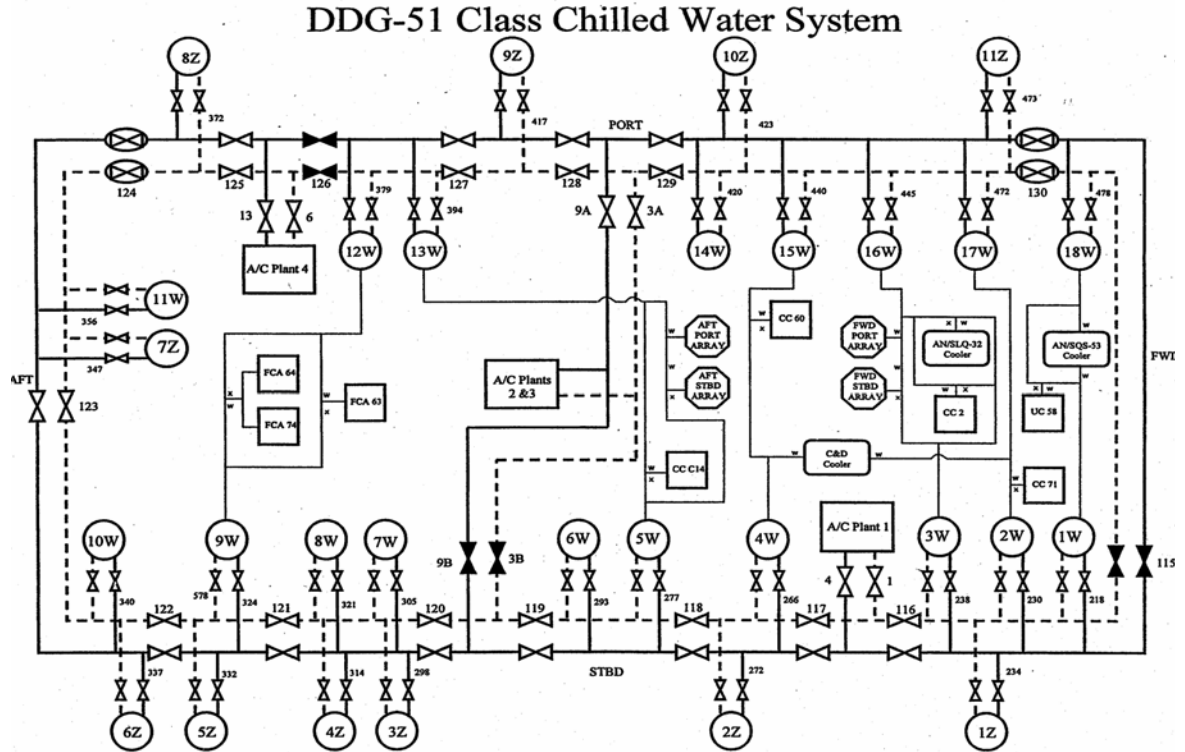 DDG-51 Class Chilled Water System
8Z
9Z
10Z
11Z
372
417
423
473
PORT
124
125
126
127
128
129
130
379
394
420
440
445
472
478
13
6
9A
3A
A/C Plant 4
12W
13W
14W
15W
16W
17W
18W
11W
356
7Z
347
AFT
123
CC 60
W
X
AFT
PORT
ARRAY
W
AFT
STBD
ARRAY
W
X
FWD
PORT
ARRAY
W
X
FWD
STBD
ARRAY
W
X
X
W
AN/SLQ-32
Cooler
W
X
CC 2
W
AN/SQS-53
Cooler
W
W
X
UC 58
FWD
FCA 64
X
W
FCA 74
W
X
FCA 63
A/C Plants
2 &3
W
X
CC C14
W
C&D
Cooler
W
W
X
CC 71
A/C Plant 1
10W
9W
8W
7W
6W
5W
4W
3W
2W
1W
9B
3B
4
1
115
340
578
324
321
305
293
277
266
238
230
218
122
121
120
119
118
117
116
STBD
337
332
314
298
272
234
6Z
5Z
4Z
3Z
2Z
1Z